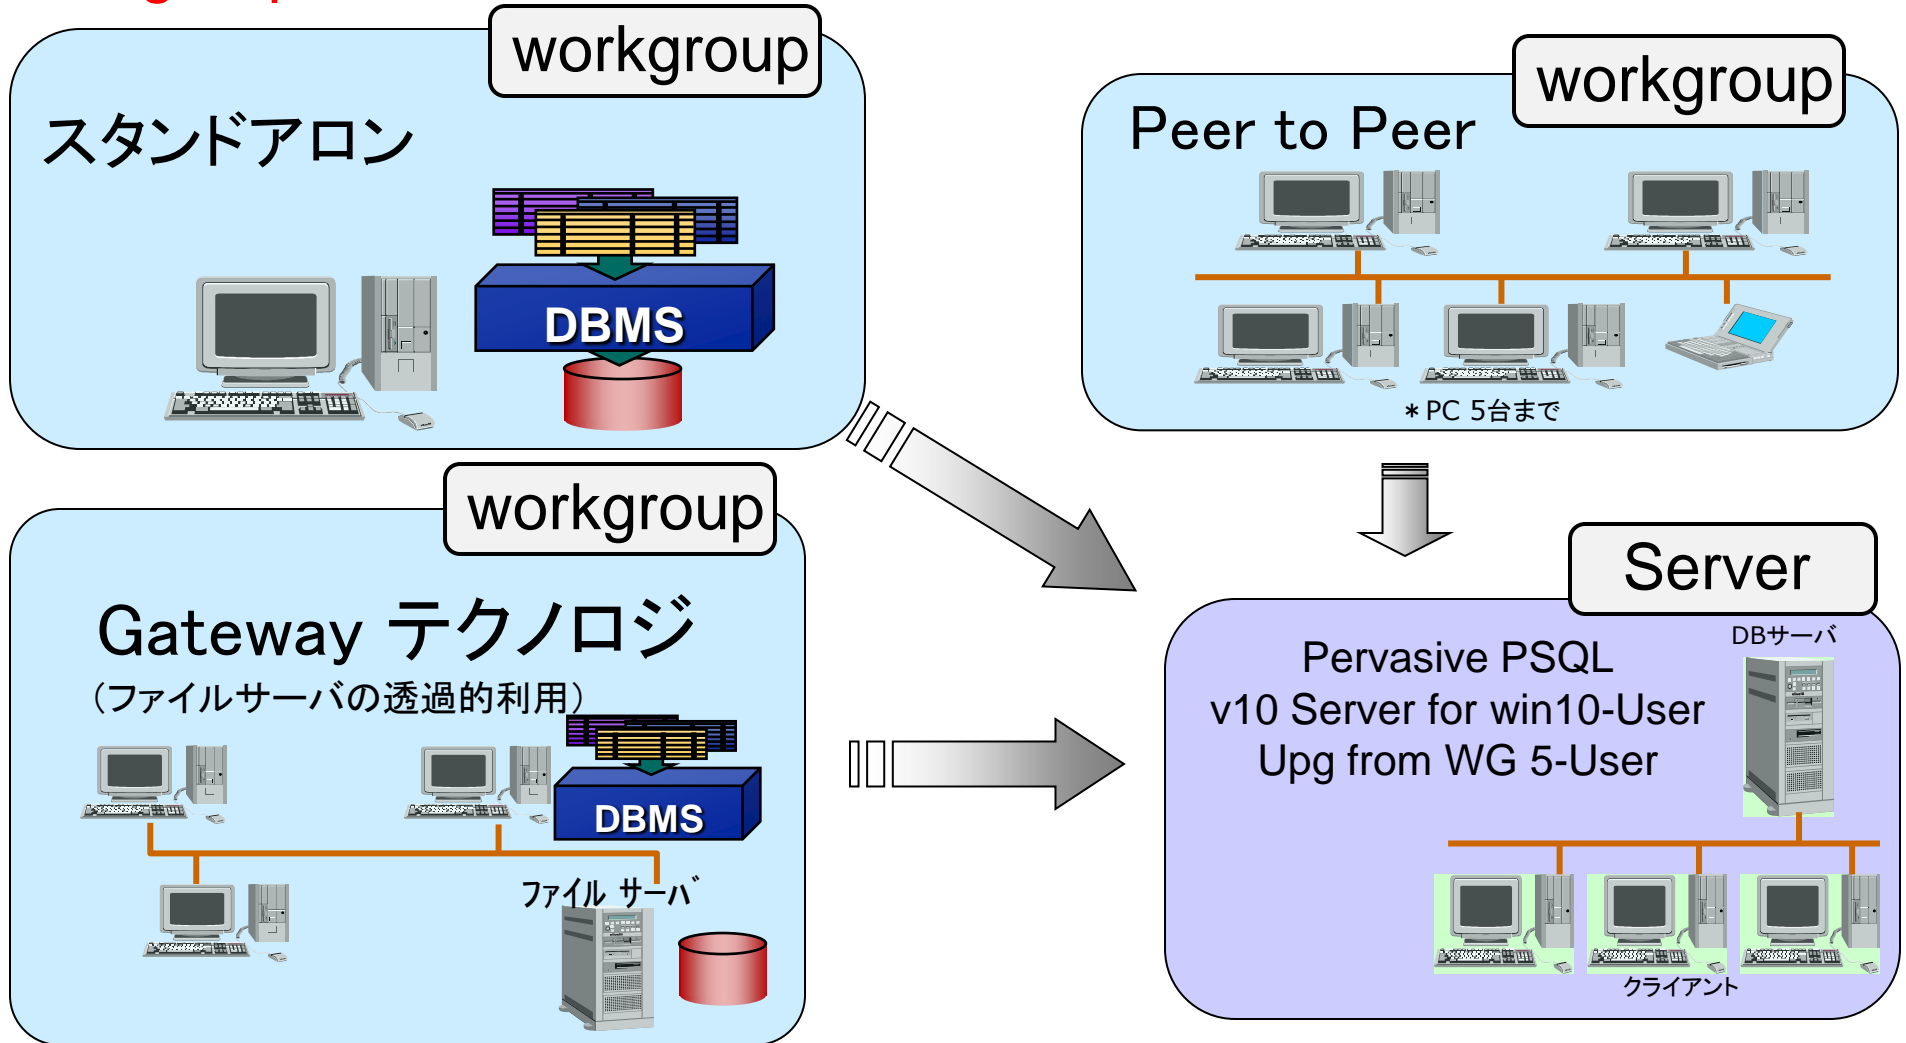 workgroup
スタンドアロン
DBMS
workgroup
Peer to Peer
＊PC 5台まで
workgroup
Gateway テクノロジ
（ファイルサーバの透過的利用）
DBMS
ファイル サーバ
Server
DBサーバ
Pervasive PSQL
v10 Server for win10-User
Upg from WG 5-User
クライアント